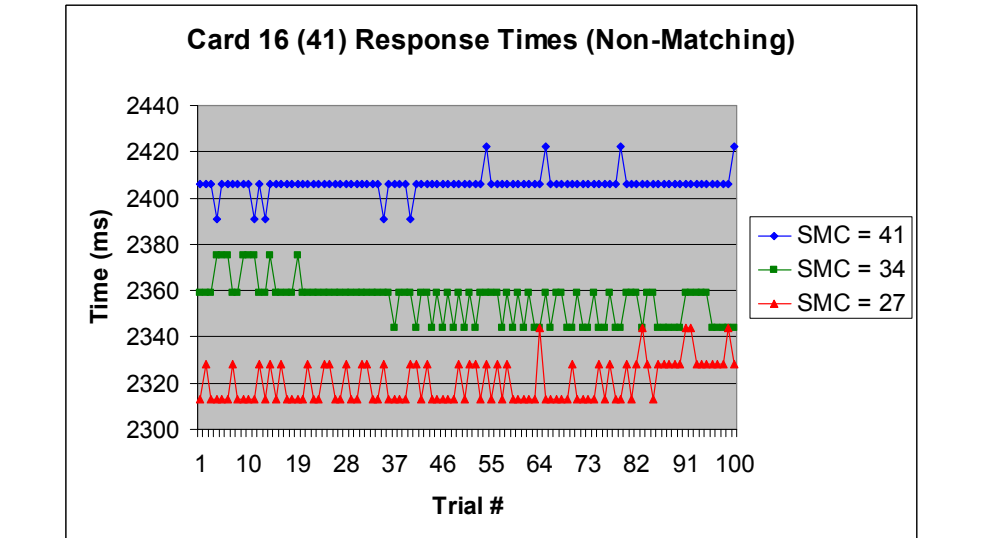 Card 16 (41) Response Times (Non-Matching)
2440
2420
2400
2380
2360
2340
2320
2300
Time (ms)
1 10 19 28 37 46 55 64 73 82 91 100
Trial #
SMC = 41
SMC = 34
SMC = 27